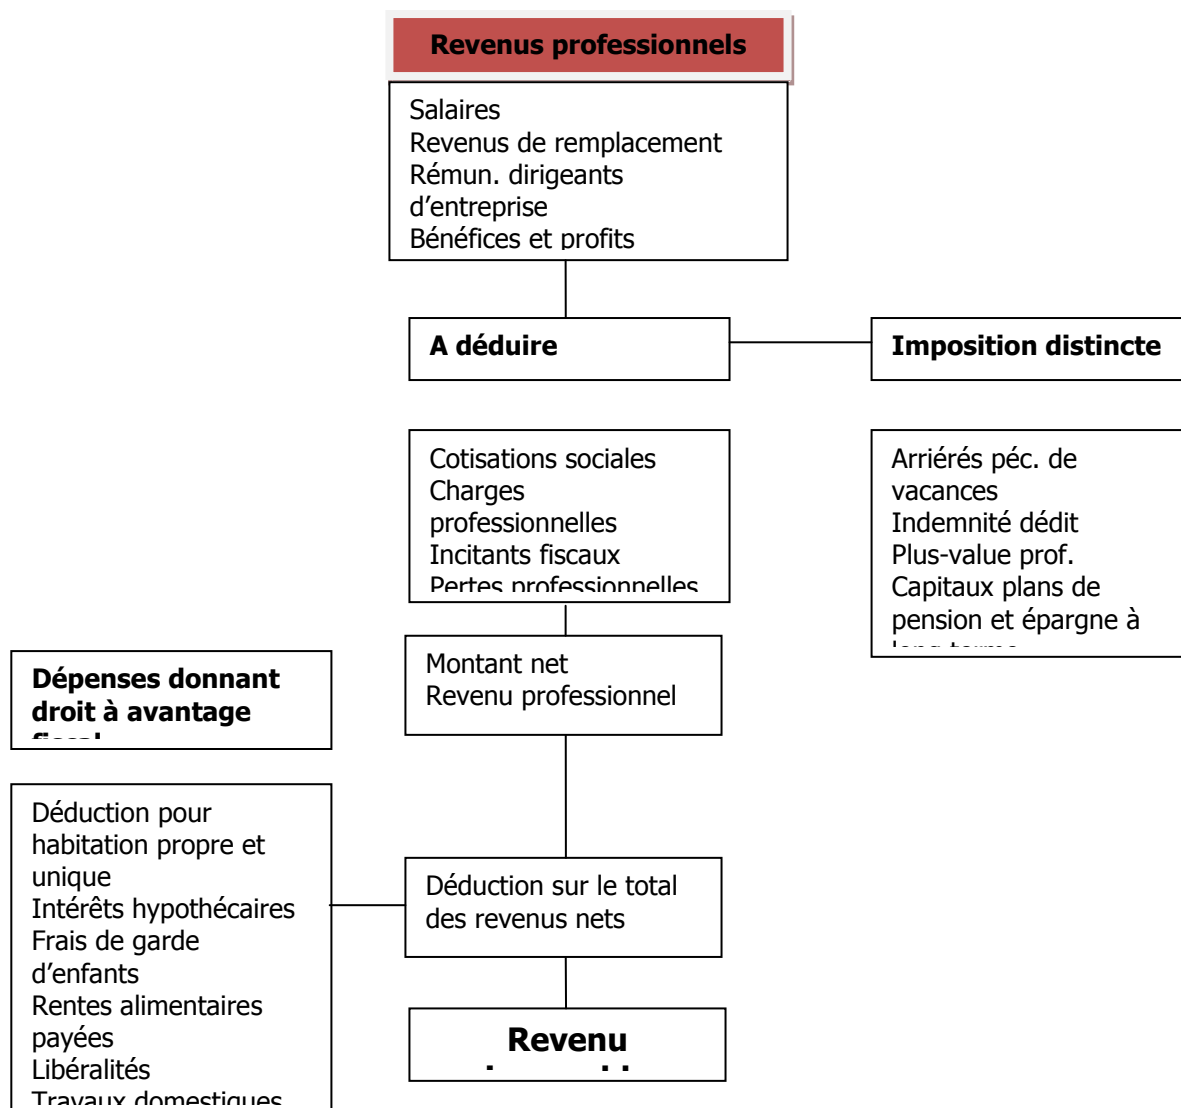 Revenus professionnels
Salaires
Revenus de remplacement
Rémun. dirigeants
d’entreprise
Bénéfices et profits
A déduire
Imposition distincte
Cotisations sociales
Charges
professionnelles
Incitants fiscaux
Pertes professionnelles
Arriérés péc. de
vacances
Indemnité dédit
Plus-value prof.
Capitaux plans de
pension et épargne à
Montant net
Revenu professionnel
Dépenses donnant
droit à avantage
Déduction pour
habitation propre et
unique
Intérêts hypothécaires
Frais de garde
d’enfants
Rentes alimentaires
payées
Libéralités
Travaux domestiques
Déduction sur le total
des revenus nets
Revenu